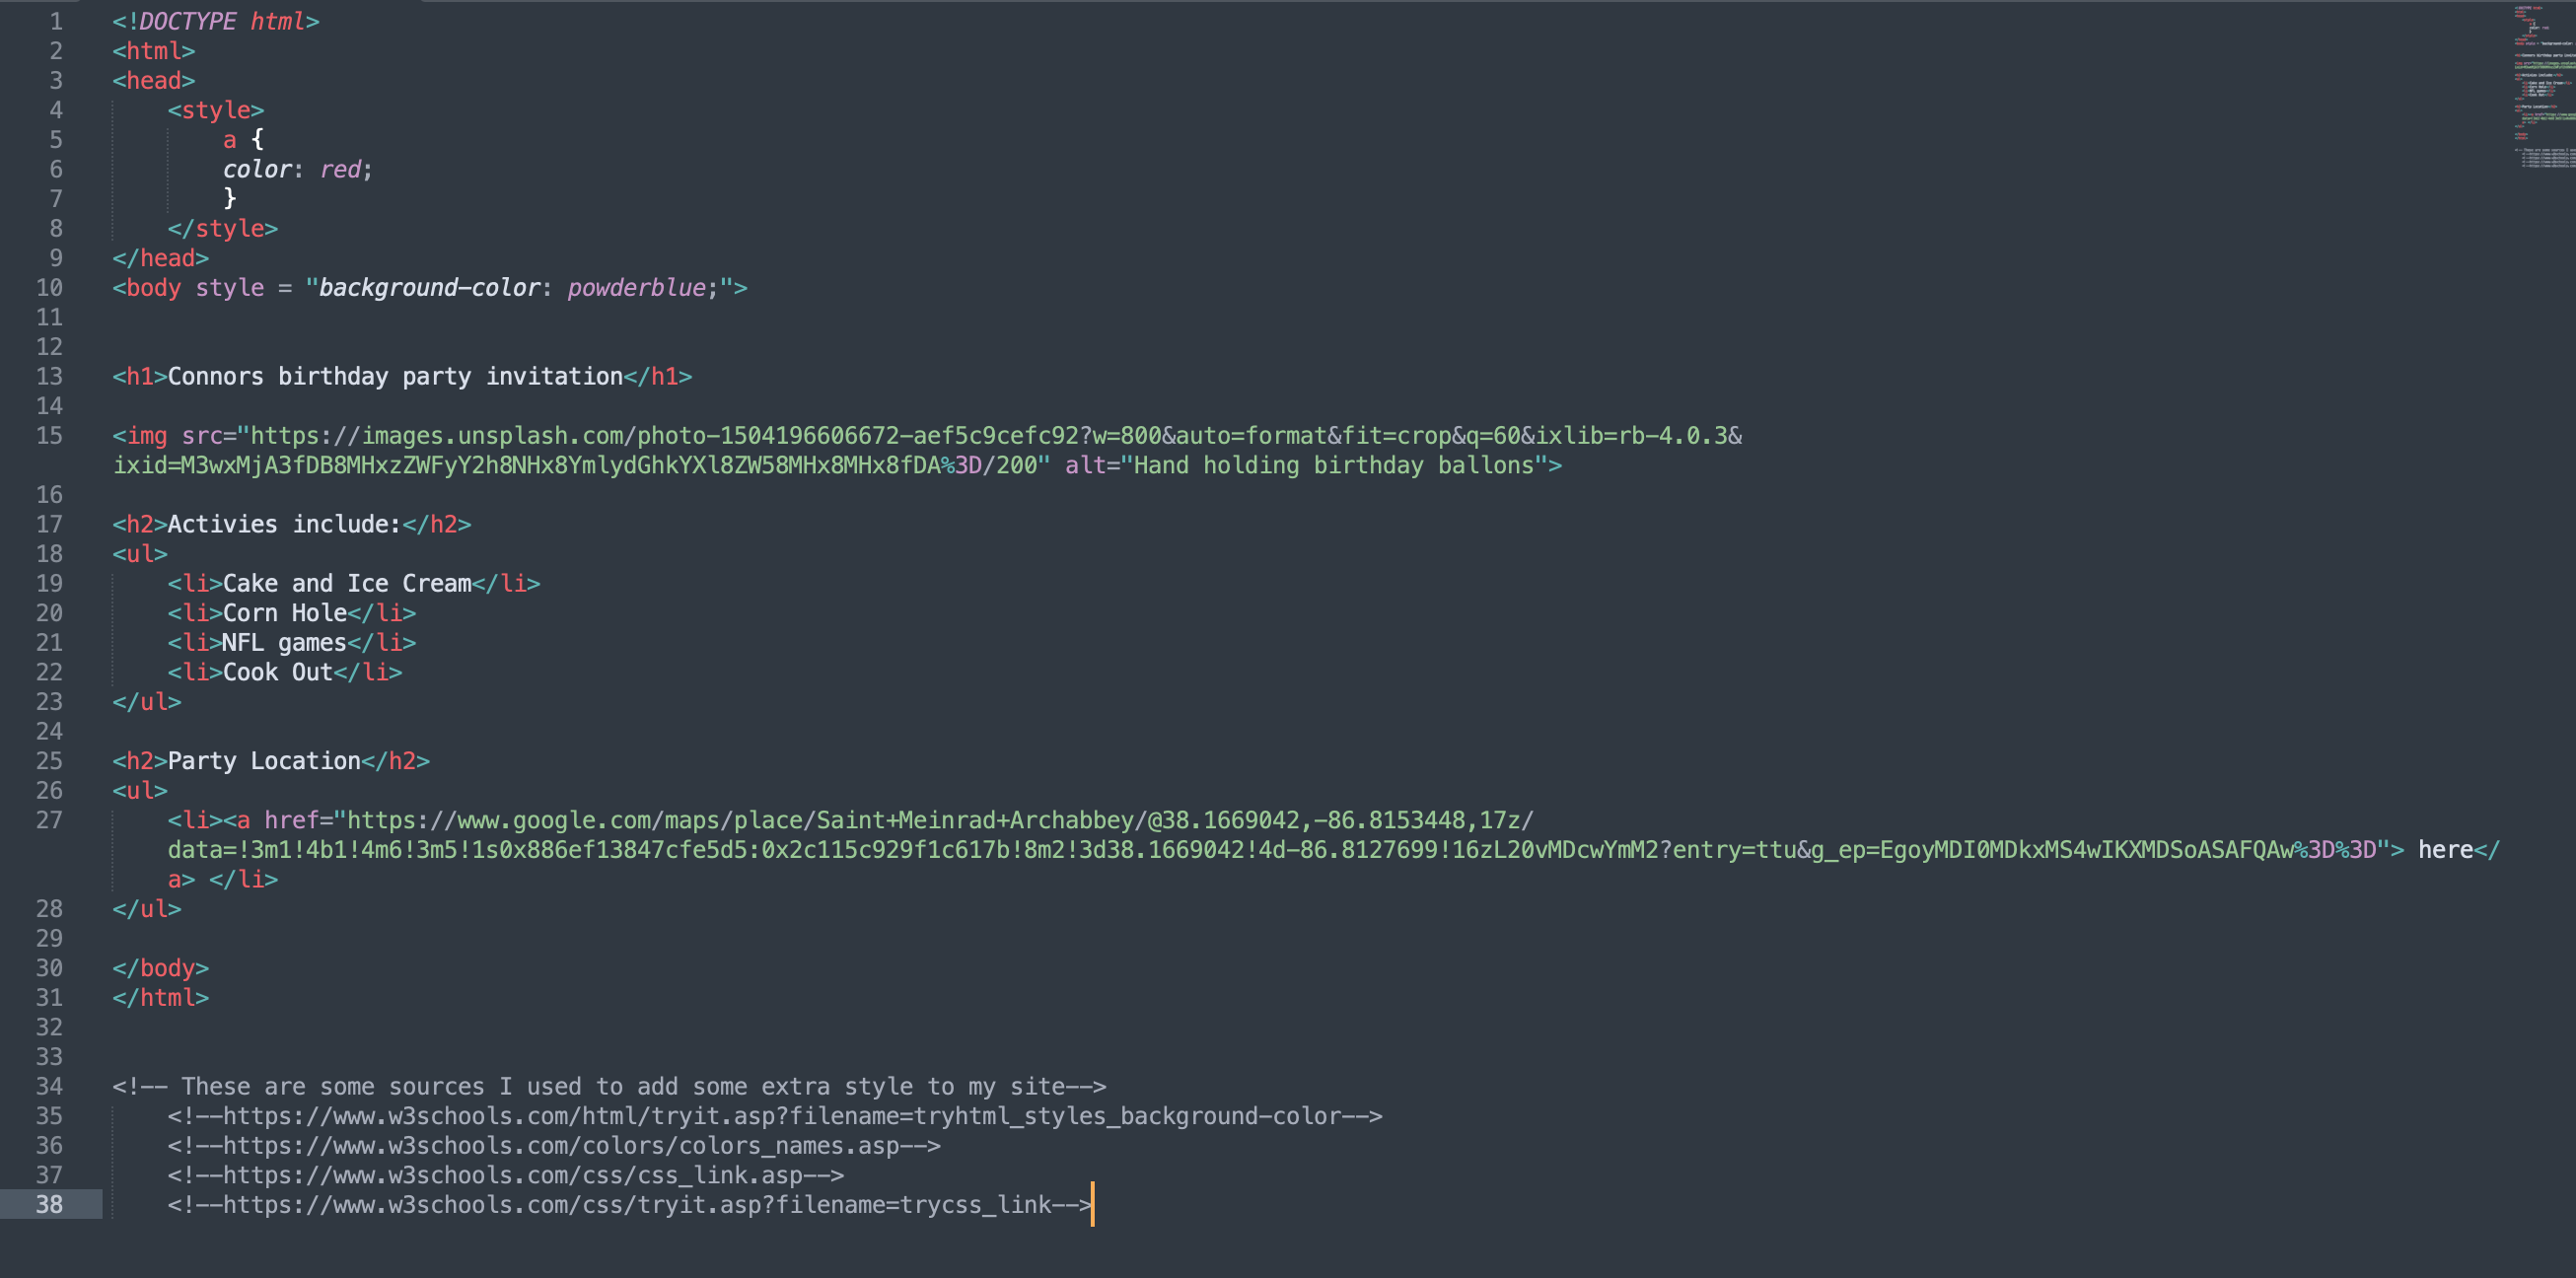 1 <!DOCTYPE html>
2 <html>
3 <head>
4 <style>
5 a {
6 color: red;
7 }
8 </style>
9 </head>
10 <body style = "background-color: powderblue;">
11
12
13 <h1>Connors birthday party invitation</h1>
14
15 <img src="https://images.unsplash.com/photo-1504196606672-aef5c9cefc92?w=800&auto=format&fit=crop&q=60&ixlib=rb-4.0.3&
ixid=M3wxMjA3fDB8MHxzZWFyY2h8NHx8YmlydGhkYXl8ZW58MHx8MHx8fDA%3D/200" alt="Hand holding birthday ballons">
16
17 <h2>Activies include:</h2>
18 <ul>
19 <li>Cake and Ice Cream</li>
20 <li>Corn Hole</li>
21 <li>NFL games</li>
22 <li>Cook Out</li>
23 </ul>
24
25 <h2>Party Location</h2>
26 <ul>
27 <li><a href="https://www.google.com/maps/place/Saint+Meinrad+Archabbey/@38.1669042,-86.8153448,17z/
data=!3m1!4b1!4m6!3m5!1s0x886ef13847cfe5d5:0x2c115c929f1c617b!8m2!3d38.1669042!4d-86.8127699!16zL20vMDcwYmM2?entry=ttu&g_ep=EgoyMDI0MDkxMS4wIKXMDSoASAFQAw%3D%3D"> here</
a> </li>
28 </ul>
29
30 </body>
31 </html>
32
33
34 <!-- These are some sources I used to add some extra style to my site-->
35 <!--https://www.w3schools.com/html/tryit.asp?filename=tryhtml_styles_background-color-->
36 <!--https://www.w3schools.com/colors/colors_names.asp-->
37 <!--https://www.w3schools.com/css/css_link.asp-->
38 <!--https://www.w3schools.com/css/tryit.asp?filename=trycss_link-->